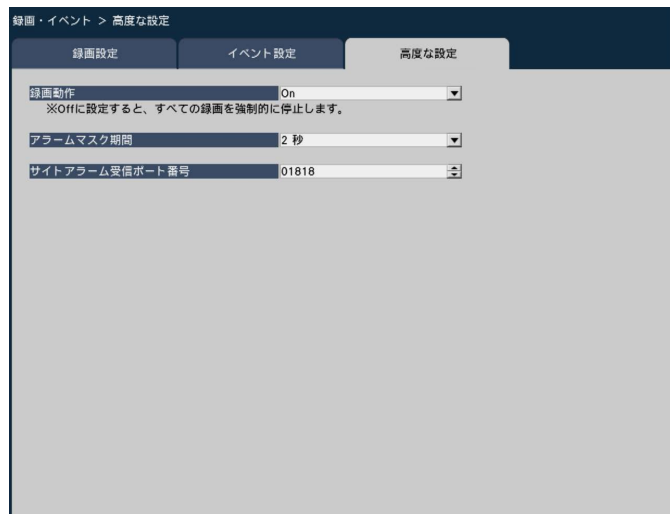 録画・イベント > 高度な設定
録画設定 イベント設定 高度な設定
録画動作 On
※Offに設定すると、すべての録画を強制的に停止します。
アラームマスク期間 2 秒
サイトアラーム受信ポート番号 01818